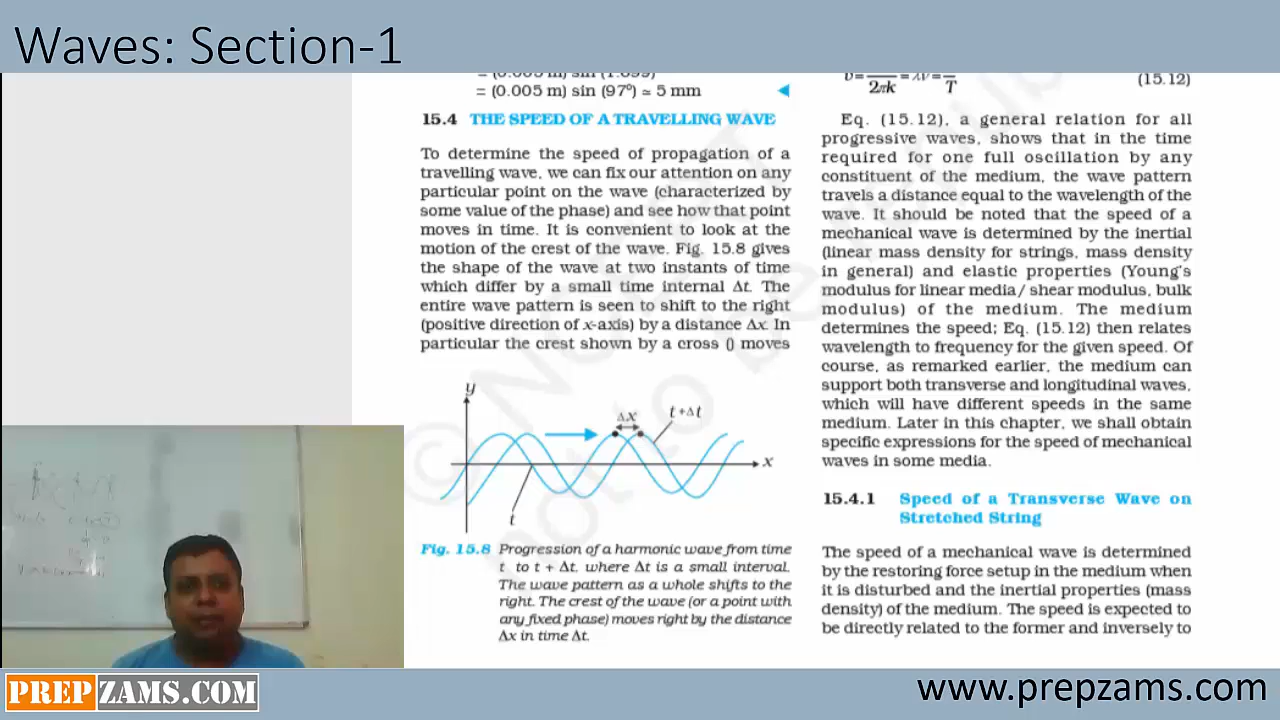 Waves: Section-1
= (0.005 m) sin (1.699)
= (0.005 m) sin (97°) ≃ 5 mm
15.4 THE SPEED OF A TRAVELLING WAVE
To determine the speed of propagation of a
travelling wave, we can fix our attention on any
particular point on the wave (characterized by
some value of the phase) and see how that point
moves in time. It is convenient to look at the
motion of the crest of the wave. Fig. 15.8 gives
the shape of the wave at two instants of time
which differ by a small time internal Δt. The
entire wave pattern is seen to shift to the right
(positive direction of x-axis) by a distance Δx. In
particular the crest shown by a cross () moves
y
Δx
t+Δt
x
t
Fig. 15.8 Progression of a harmonic wave from time
t to t + Δt. where Δt is a small interval.
The wave pattern as a whole shifts to the
right. The crest of the wave (or a point with
any fixed phase) moves right by the distance
Δx in time Δt.
2πk T (15.12)
Eq. (15.12), a general relation for all
progressive waves, shows that in the time
required for one full oscillation by any
constituent of the medium, the wave pattern
travels a distance equal to the wavelength of the
wave. It should be noted that the speed of a
mechanical wave is determined by the inertial
(linear mass density for strings, mass density
in general) and elastic properties (Young's
modulus for linear media/ shear modulus, bulk
modulus) of the medium. The medium
determines the speed; Eq. (15.12) then relates
wavelength to frequency for the given speed. Of
course, as remarked earlier, the medium can
support both transverse and longitudinal waves,
which will have different speeds in the same
medium. Later in this chapter, we shall obtain
specific expressions for the speed of mechanical
waves in some media.
15.4.1 Speed of a Transverse Wave on
Stretched String
The speed of a mechanical wave is determined
by the restoring force setup in the medium when
it is disturbed and the inertial properties (mass
density) of the medium. The speed is expected to
be directly related to the former and inversely to
PREPZAMS.COM
www.prepzams.com